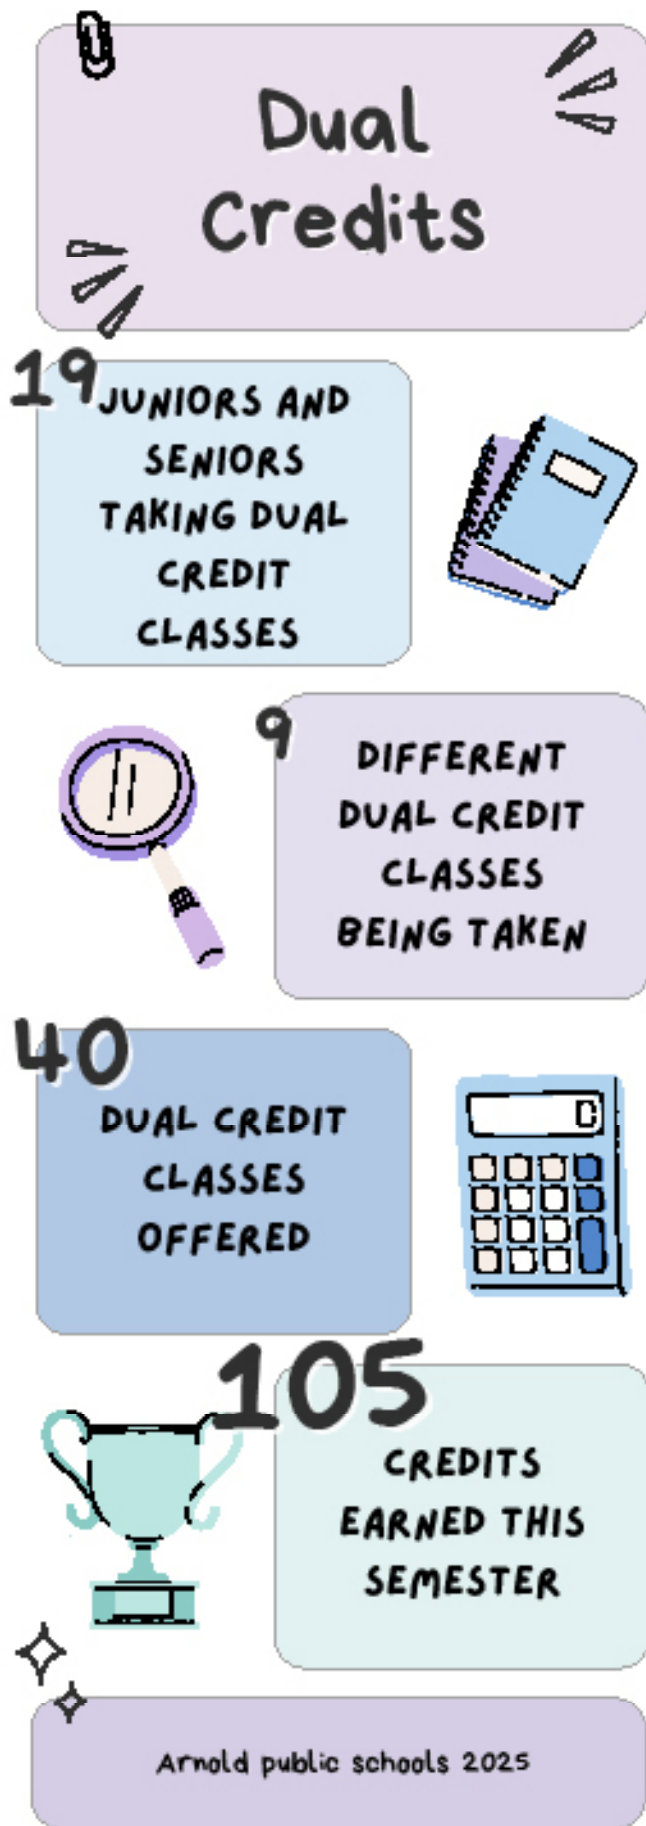 Dual
Credits
19
JUNIORS AND
SENIORS
TAKING DUAL
CREDIT
CLASSES
9
DIFFERENT
DUAL CREDIT
CLASSES
BEING TAKEN
40
DUAL CREDIT
CLASSES
OFFERED
0
105
CREDITS
EARNED THIS
SEMESTER
Arnold public schools 2025